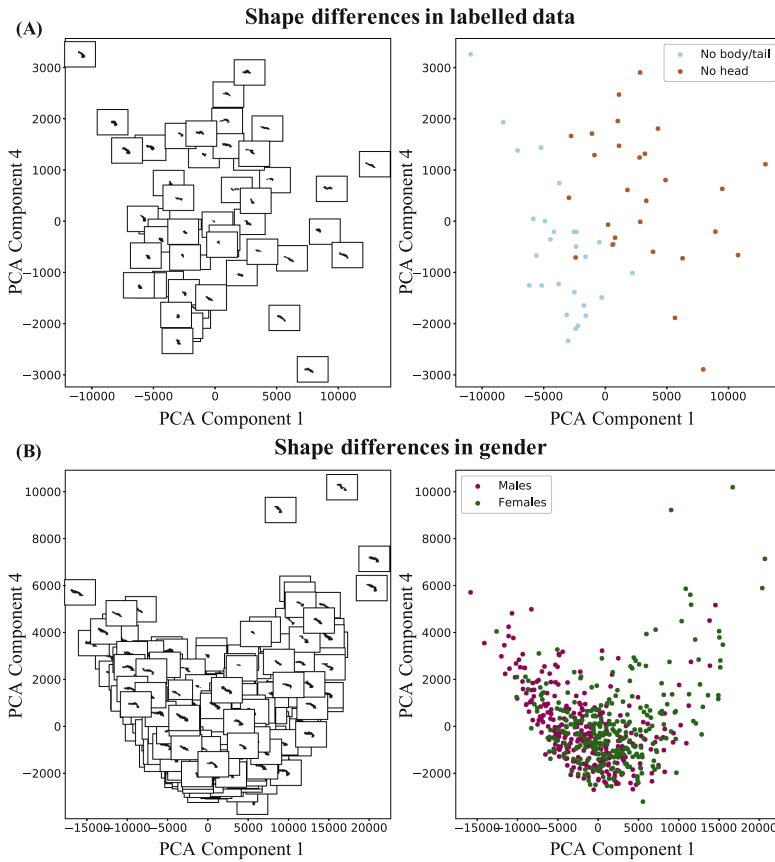 Shape differences in labelled data
(A)
3000
2000
1000
0
−1000
−2000
−3000
PCA Component 4
−10000 −5000 0 5000 10000
PCA Component 1
No body/tail
No head
3000
2000
1000
0
−1000
−2000
−3000
PCA Component 4
−10000 −5000 0 5000 10000
PCA Component 1
Shape differences in gender
(B)
10000
8000
6000
4000
2000
0
−2000
PCA Component 4
−15000 −10000 −5000 0 5000 10000 15000 20000
PCA Component 1
Males
Females
10000
8000
6000
4000
2000
0
−2000
PCA Component 4
−15000 −10000 −5000 0 5000 10000 15000 20000
PCA Component 1